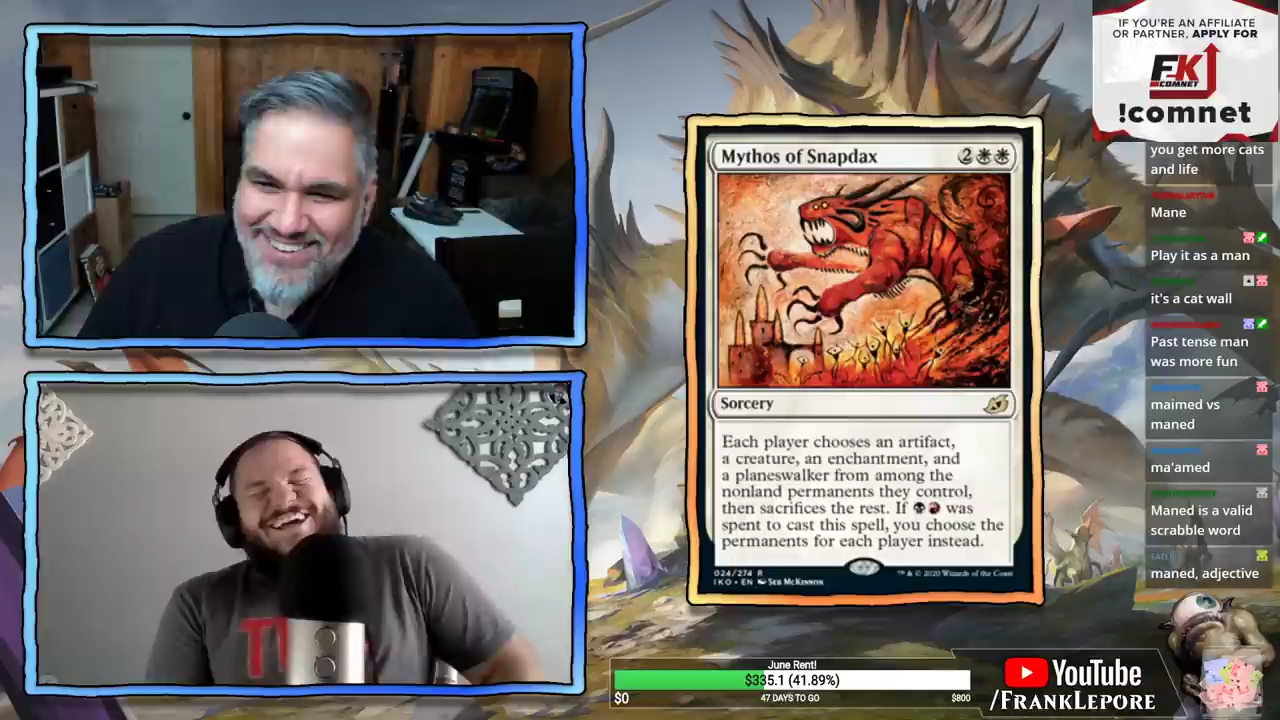 IF YOU'RE AN AFFILIATE
OR PARTNER, APPLY FOR
FK
COMNET
!comnet
you get more cats
and life
Mane
Play it as a man
it's a cat wall
Past tense man
was more fun
maimed vs
maned
ma'amed
Maned is a valid
scrabble word
maned, adjective
Mythos of Snapdax
2
Sorcery
Each player chooses an artifact,
a creature, an enchantment, and
a planeswalker from among the
nonland permanents they control,
then sacrifices the rest. If was
spent to cast this spell, you choose the
permanents for each player instead.
024/274 R
IKO • EN Seb McKinnon
™ & © 2020 Wizards of the Coast
June Rent!
$335.1 (41.89%)
$0
47 DAYS TO GO
$800
YouTube
/FrankLepore